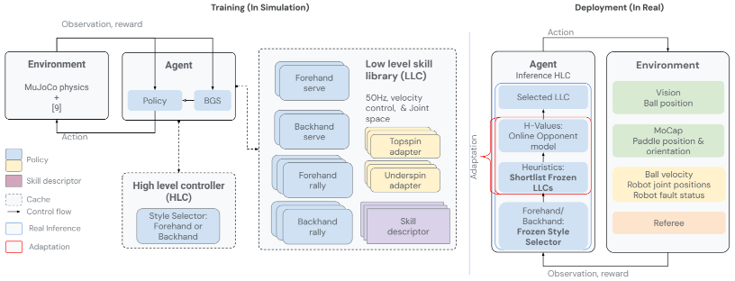 Training (In Simulation)
Observation, reward
Environment
MuJoCo physics
+
[9]
Agent
Policy
BGS
Action
Policy
Skill descriptor
Cache
Control flow
Real Inference
Adaptation
High level controller
(HLC)
Style Selector:
Forehand or
Backhand
Forehand
serve
Backhand
serve
Forehand
rally
Backhand
rally
Low level skill
library (LLC)
50Hz, velocity
control, & Joint
space
Topspin
adapter
Underspin
adapter
Skill
descriptor
Deployment (In Real)
Action
Agent
Inference HLC
Selected LLC
H-Values:
Online Opponent
model
Heuristics:
Shortlist Frozen
LLCs
Forehand/
Backhand:
Frozen Style
Selector
Adaptation
Environment
Vision
Ball position
MoCap
Paddle position &
orientation
Ball velocity
Robot joint positions
Robot fault status
Referee
Observation, reward